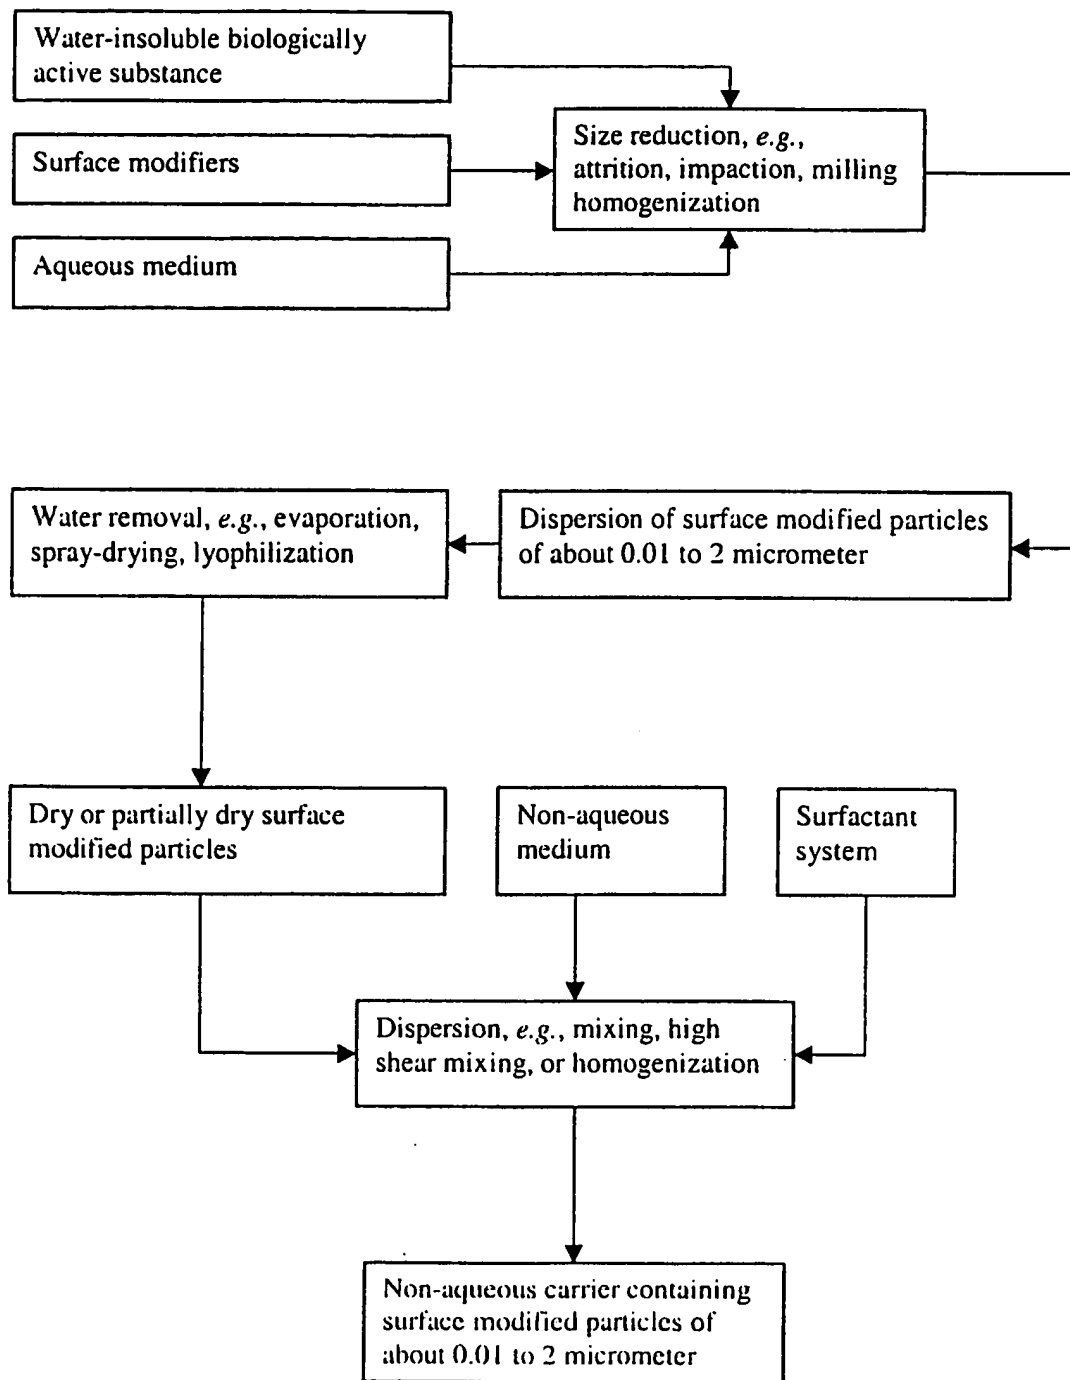 Water-insoluble biologically
active substance
Surface modifiers
Aqueous medium
Size reduction, e.g.,
attrition, impaction, milling
homogenization
Dispersion of surface modified particles
of about 0.01 to 2 micrometer
Water removal, e.g., evaporation,
spray-drying, lyophilization
Dry or partially dry surface
modified particles
Non-aqueous
medium
Surfactant
system
Dispersion, e.g., mixing, high
shear mixing, or homogenization
Non-aqueous carrier containing
surface modified particles of
about 0.01 to 2 micrometer